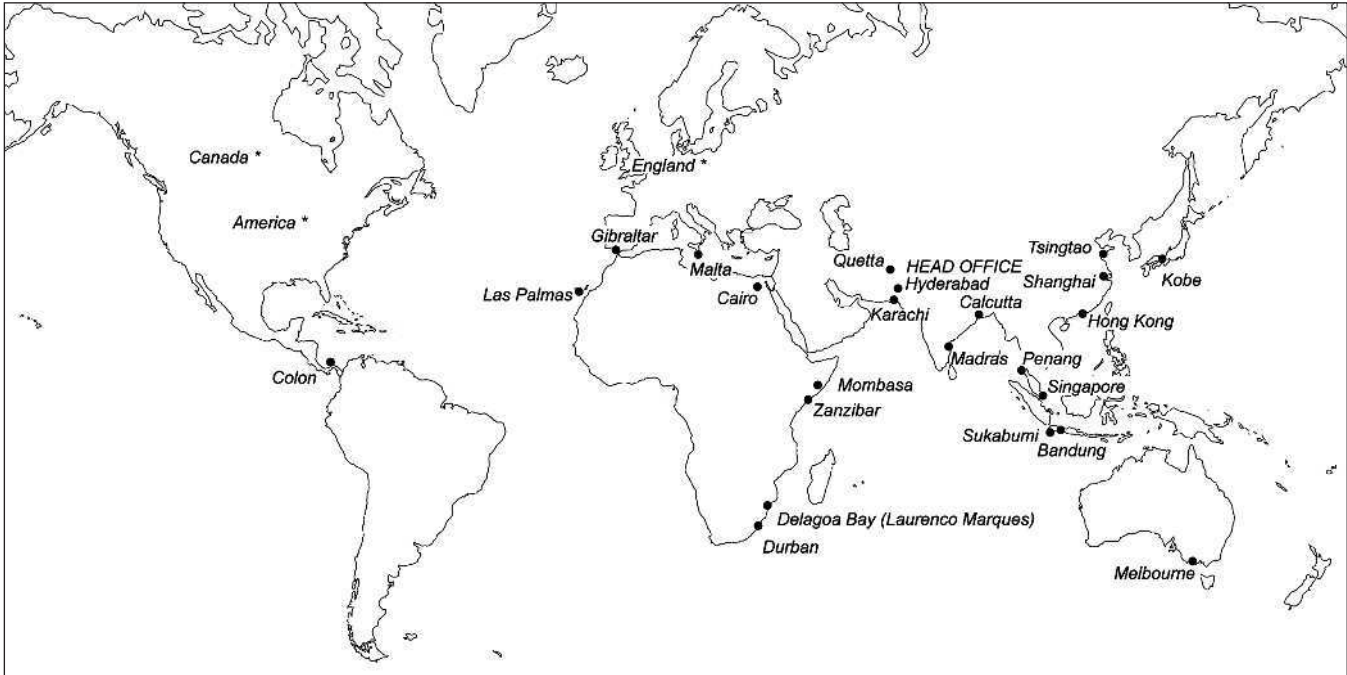 Canada *
England *
America *
Gibraltar
Tsingtao
Malta
Quetta
HEAD OFFICE
Hyderabad
Shanghai
Kobe
Las Palmas
Cairo
Karachi
Calcutta
Hong Kong
Madras
Penang
Colon
Mombasa
Singapore
Zanzibar
Sukabumi
Bandung
Delagoa Bay (Laurenco Marques)
Durban
Melbourne